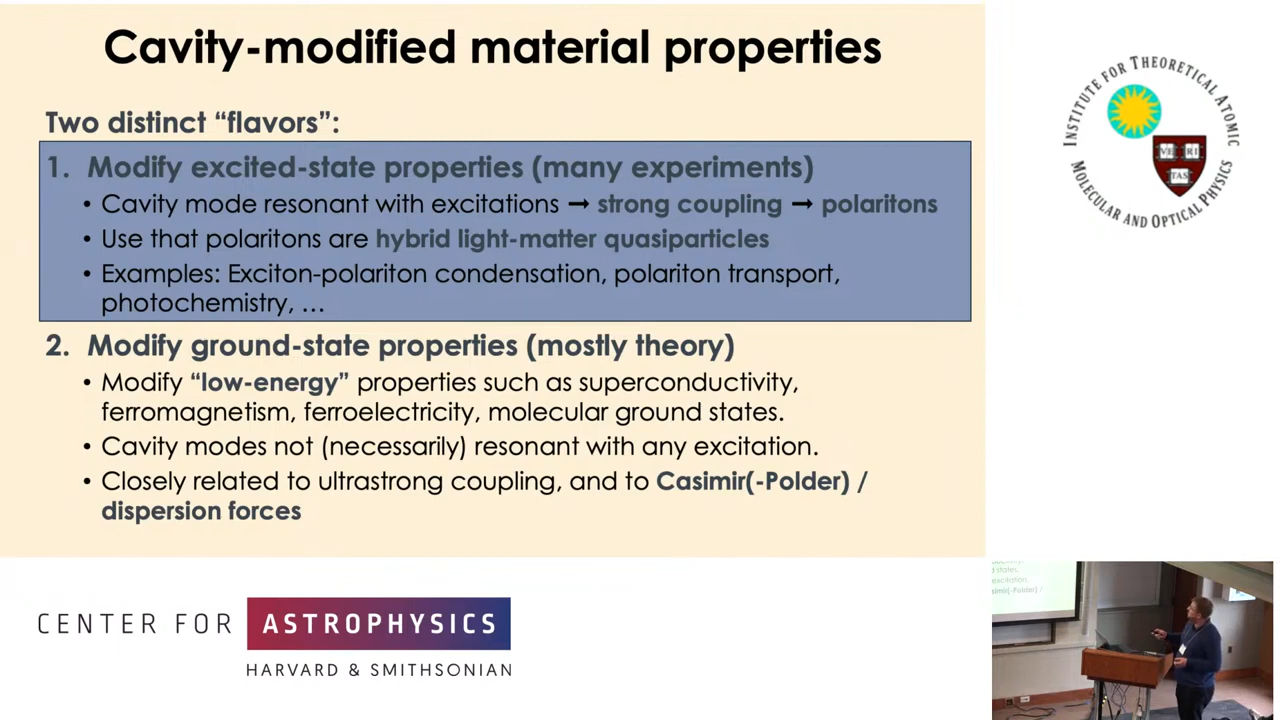 Cavity-modified material properties
Two distinct “flavors”:
1. Modify excited-state properties (many experiments)
• Cavity mode resonant with excitations → strong coupling → polaritons
• Use that polaritons are hybrid light-matter quasiparticles
• Examples: Exciton-polariton condensation, polariton transport,
photochemistry, …
2. Modify ground-state properties (mostly theory)
• Modify “low-energy” properties such as superconductivity,
ferromagnetism, ferroelectricity, molecular ground states.
• Cavity modes not (necessarily) resonant with any excitation.
• Closely related to ultrastrong coupling, and to Casimir(-Polder) /
dispersion forces
INSTITUTE FOR THEORETICAL ATOMIC
MOLECULAR AND OPTICAL PHYSICS
VE RI
TAS
CENTER FOR ASTROPHYSICS
HARVARD & SMITHSONIAN